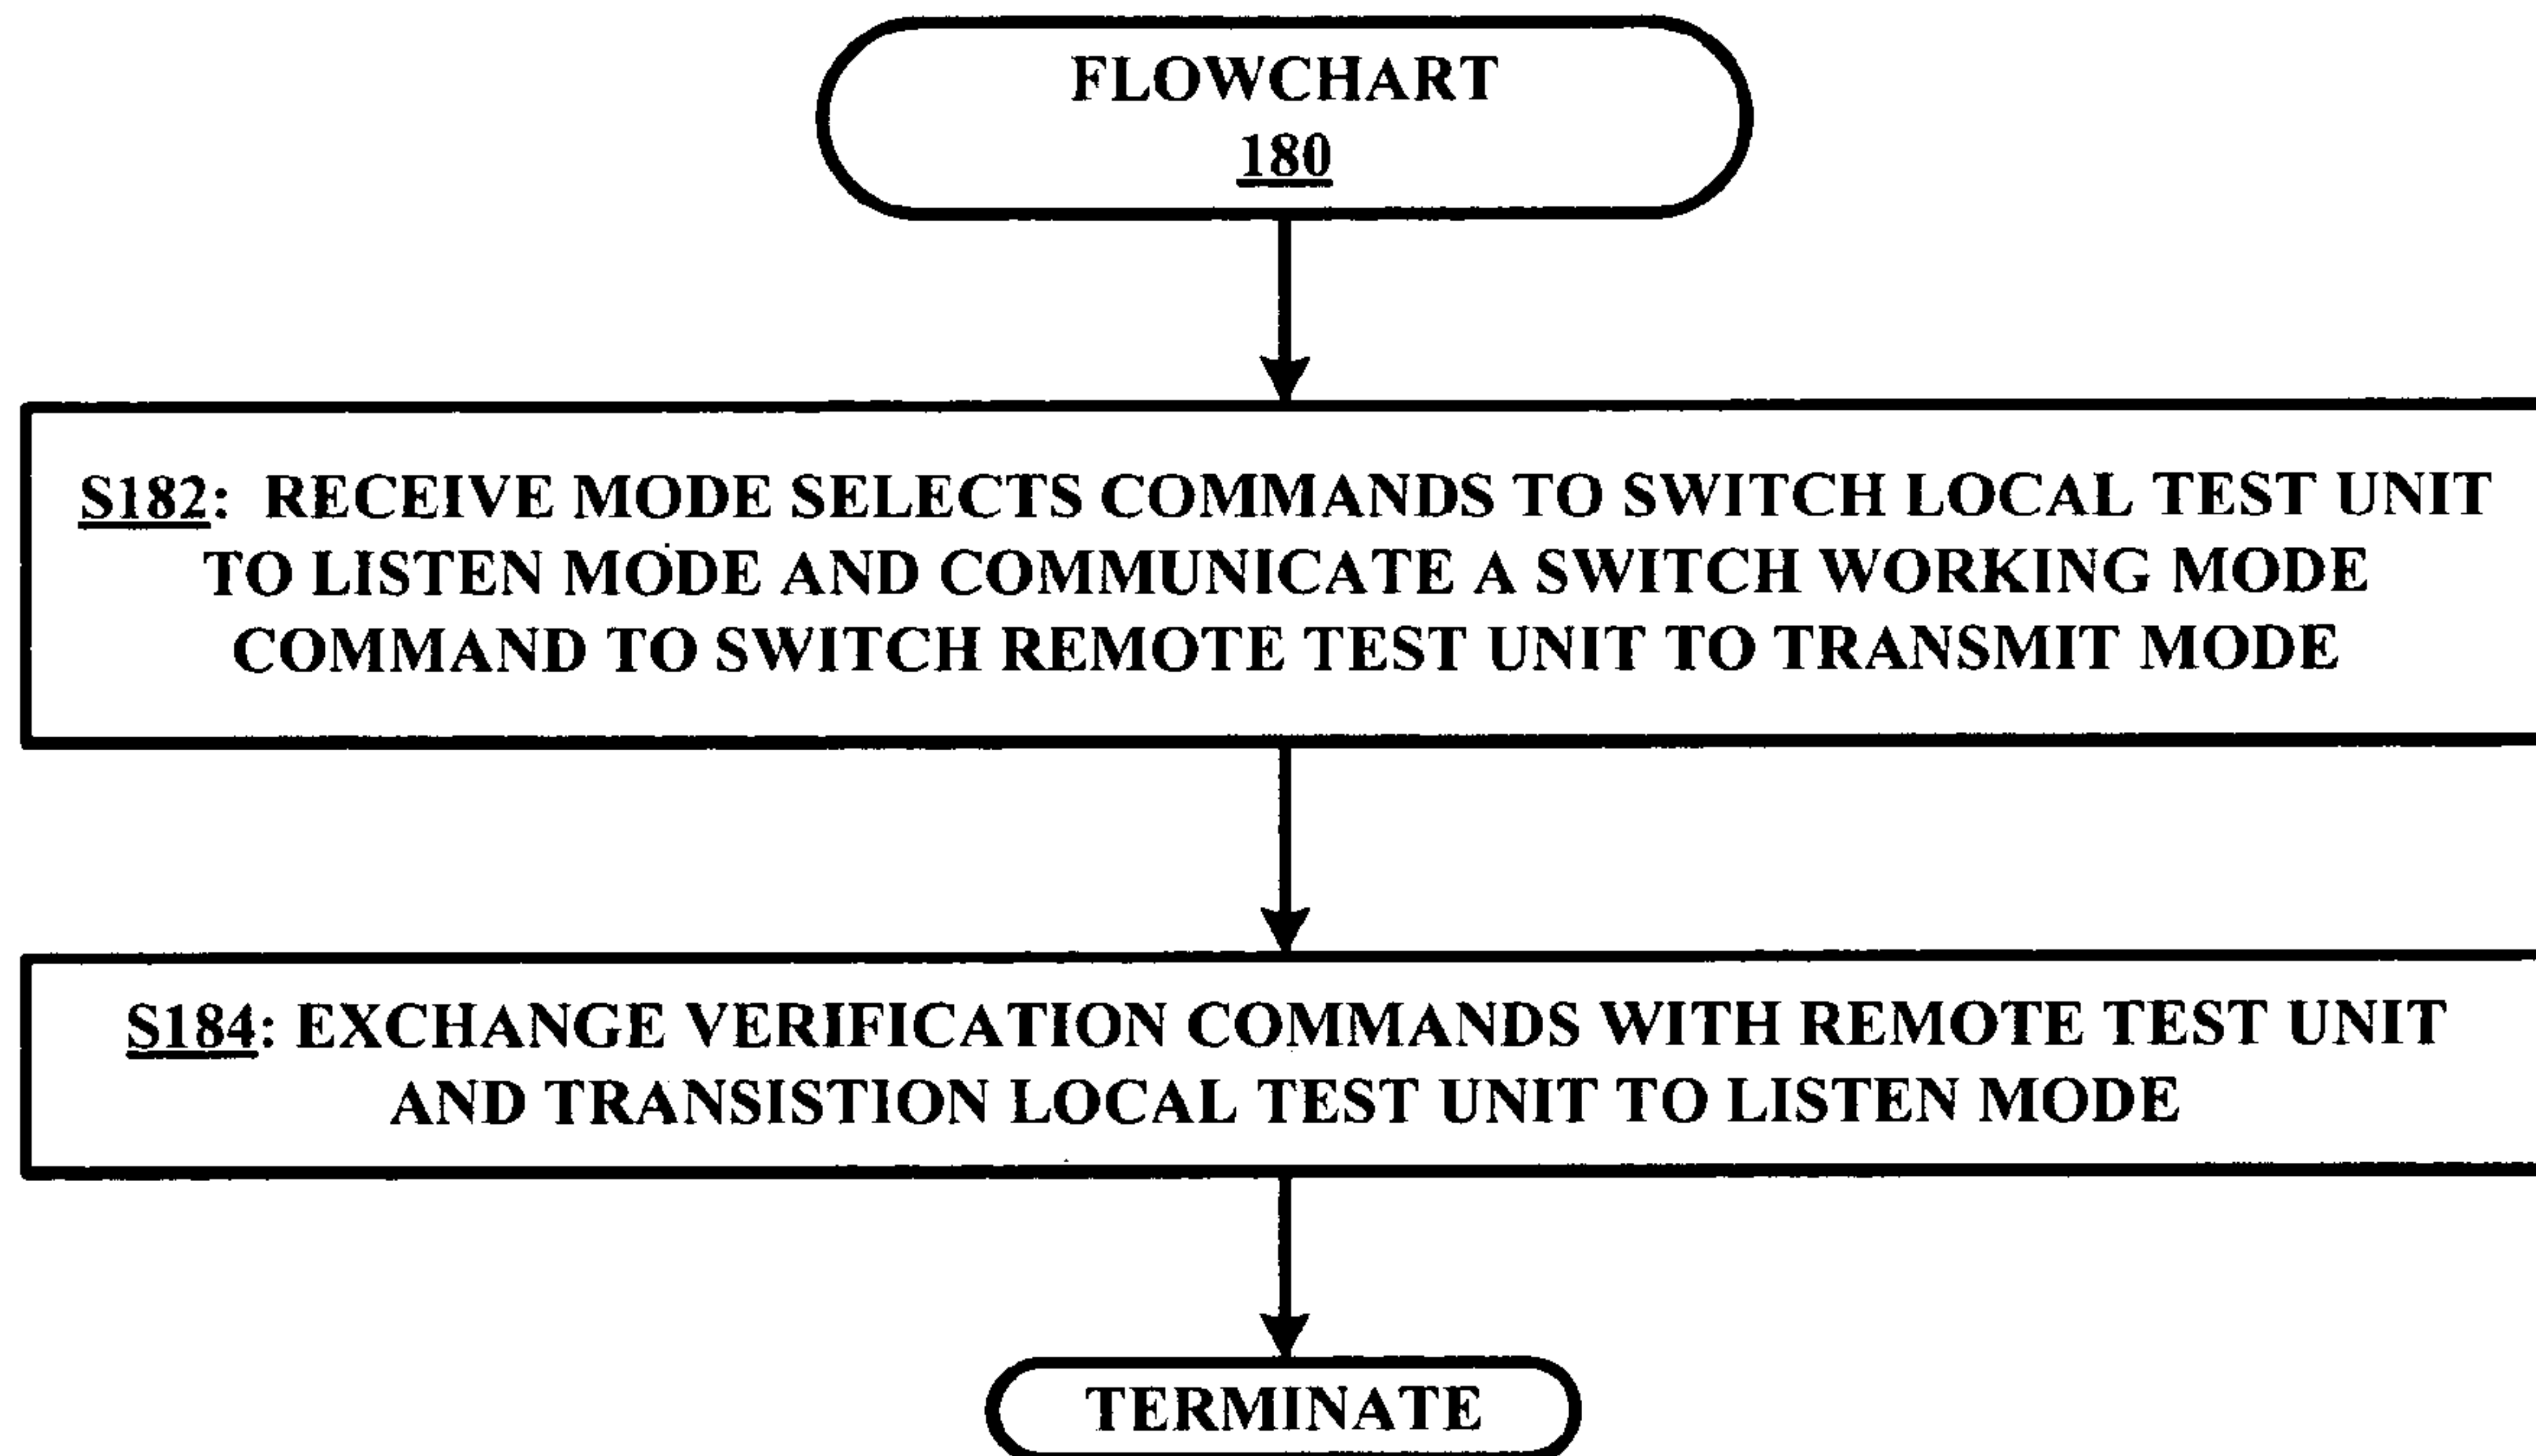 FLOWCHART
180
S182: RECEIVE MODE SELECTS COMMANDS TO SWITCH LOCAL TEST UNIT
TO LISTEN MODE AND COMMUNICATE A SWITCH WORKING MODE
COMMAND TO SWITCH REMOTE TEST UNIT TO TRANSMIT MODE
S184: EXCHANGE VERIFICATION COMMANDS WITH REMOTE TEST UNIT
AND TRANSISTION LOCAL TEST UNIT TO LISTEN MODE
TERMINATE